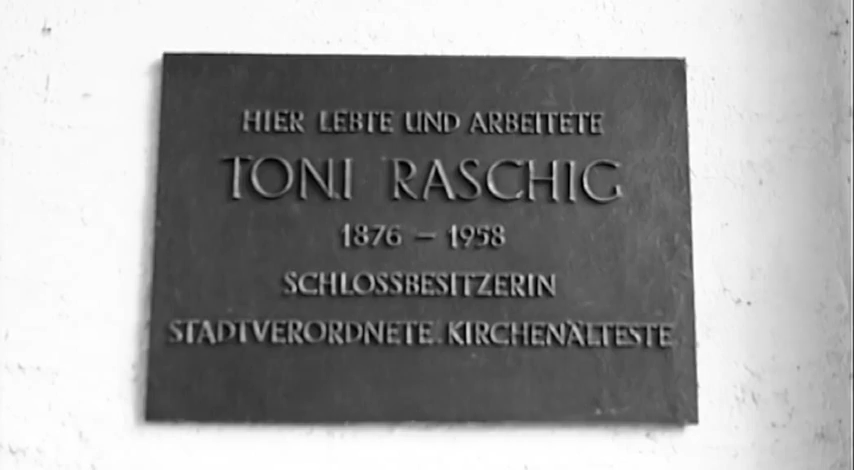 HIER LEBTE UND ARBEITETE
TONI RASCHIG
1876 – 1958
SCHLOSSBESITZERIN
STADTVERORDNETE. KIRCHENÄLTESTE